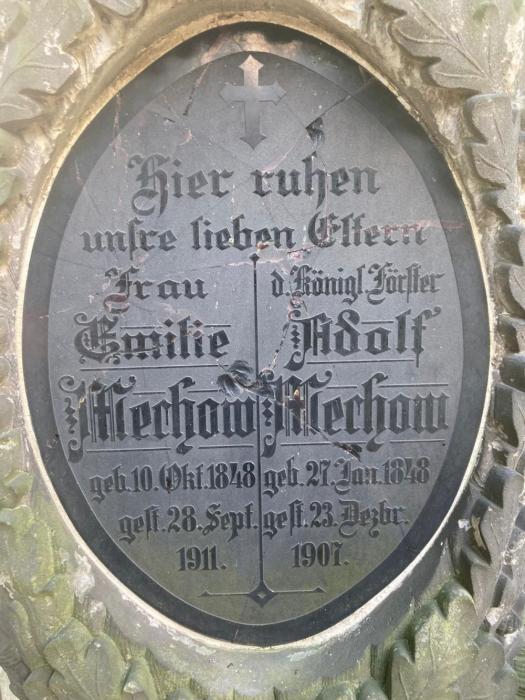 Hier ruhen
unsre lieben Eltern
Frau
Emilie
Mechow
geb. 10. Okt. 1848
gest. 28. Sept.
1911.
d. Königl. Förster
Adolf
Mechow
geb. 27. Jan. 1848
gest. 23. Dezbr.
1907.